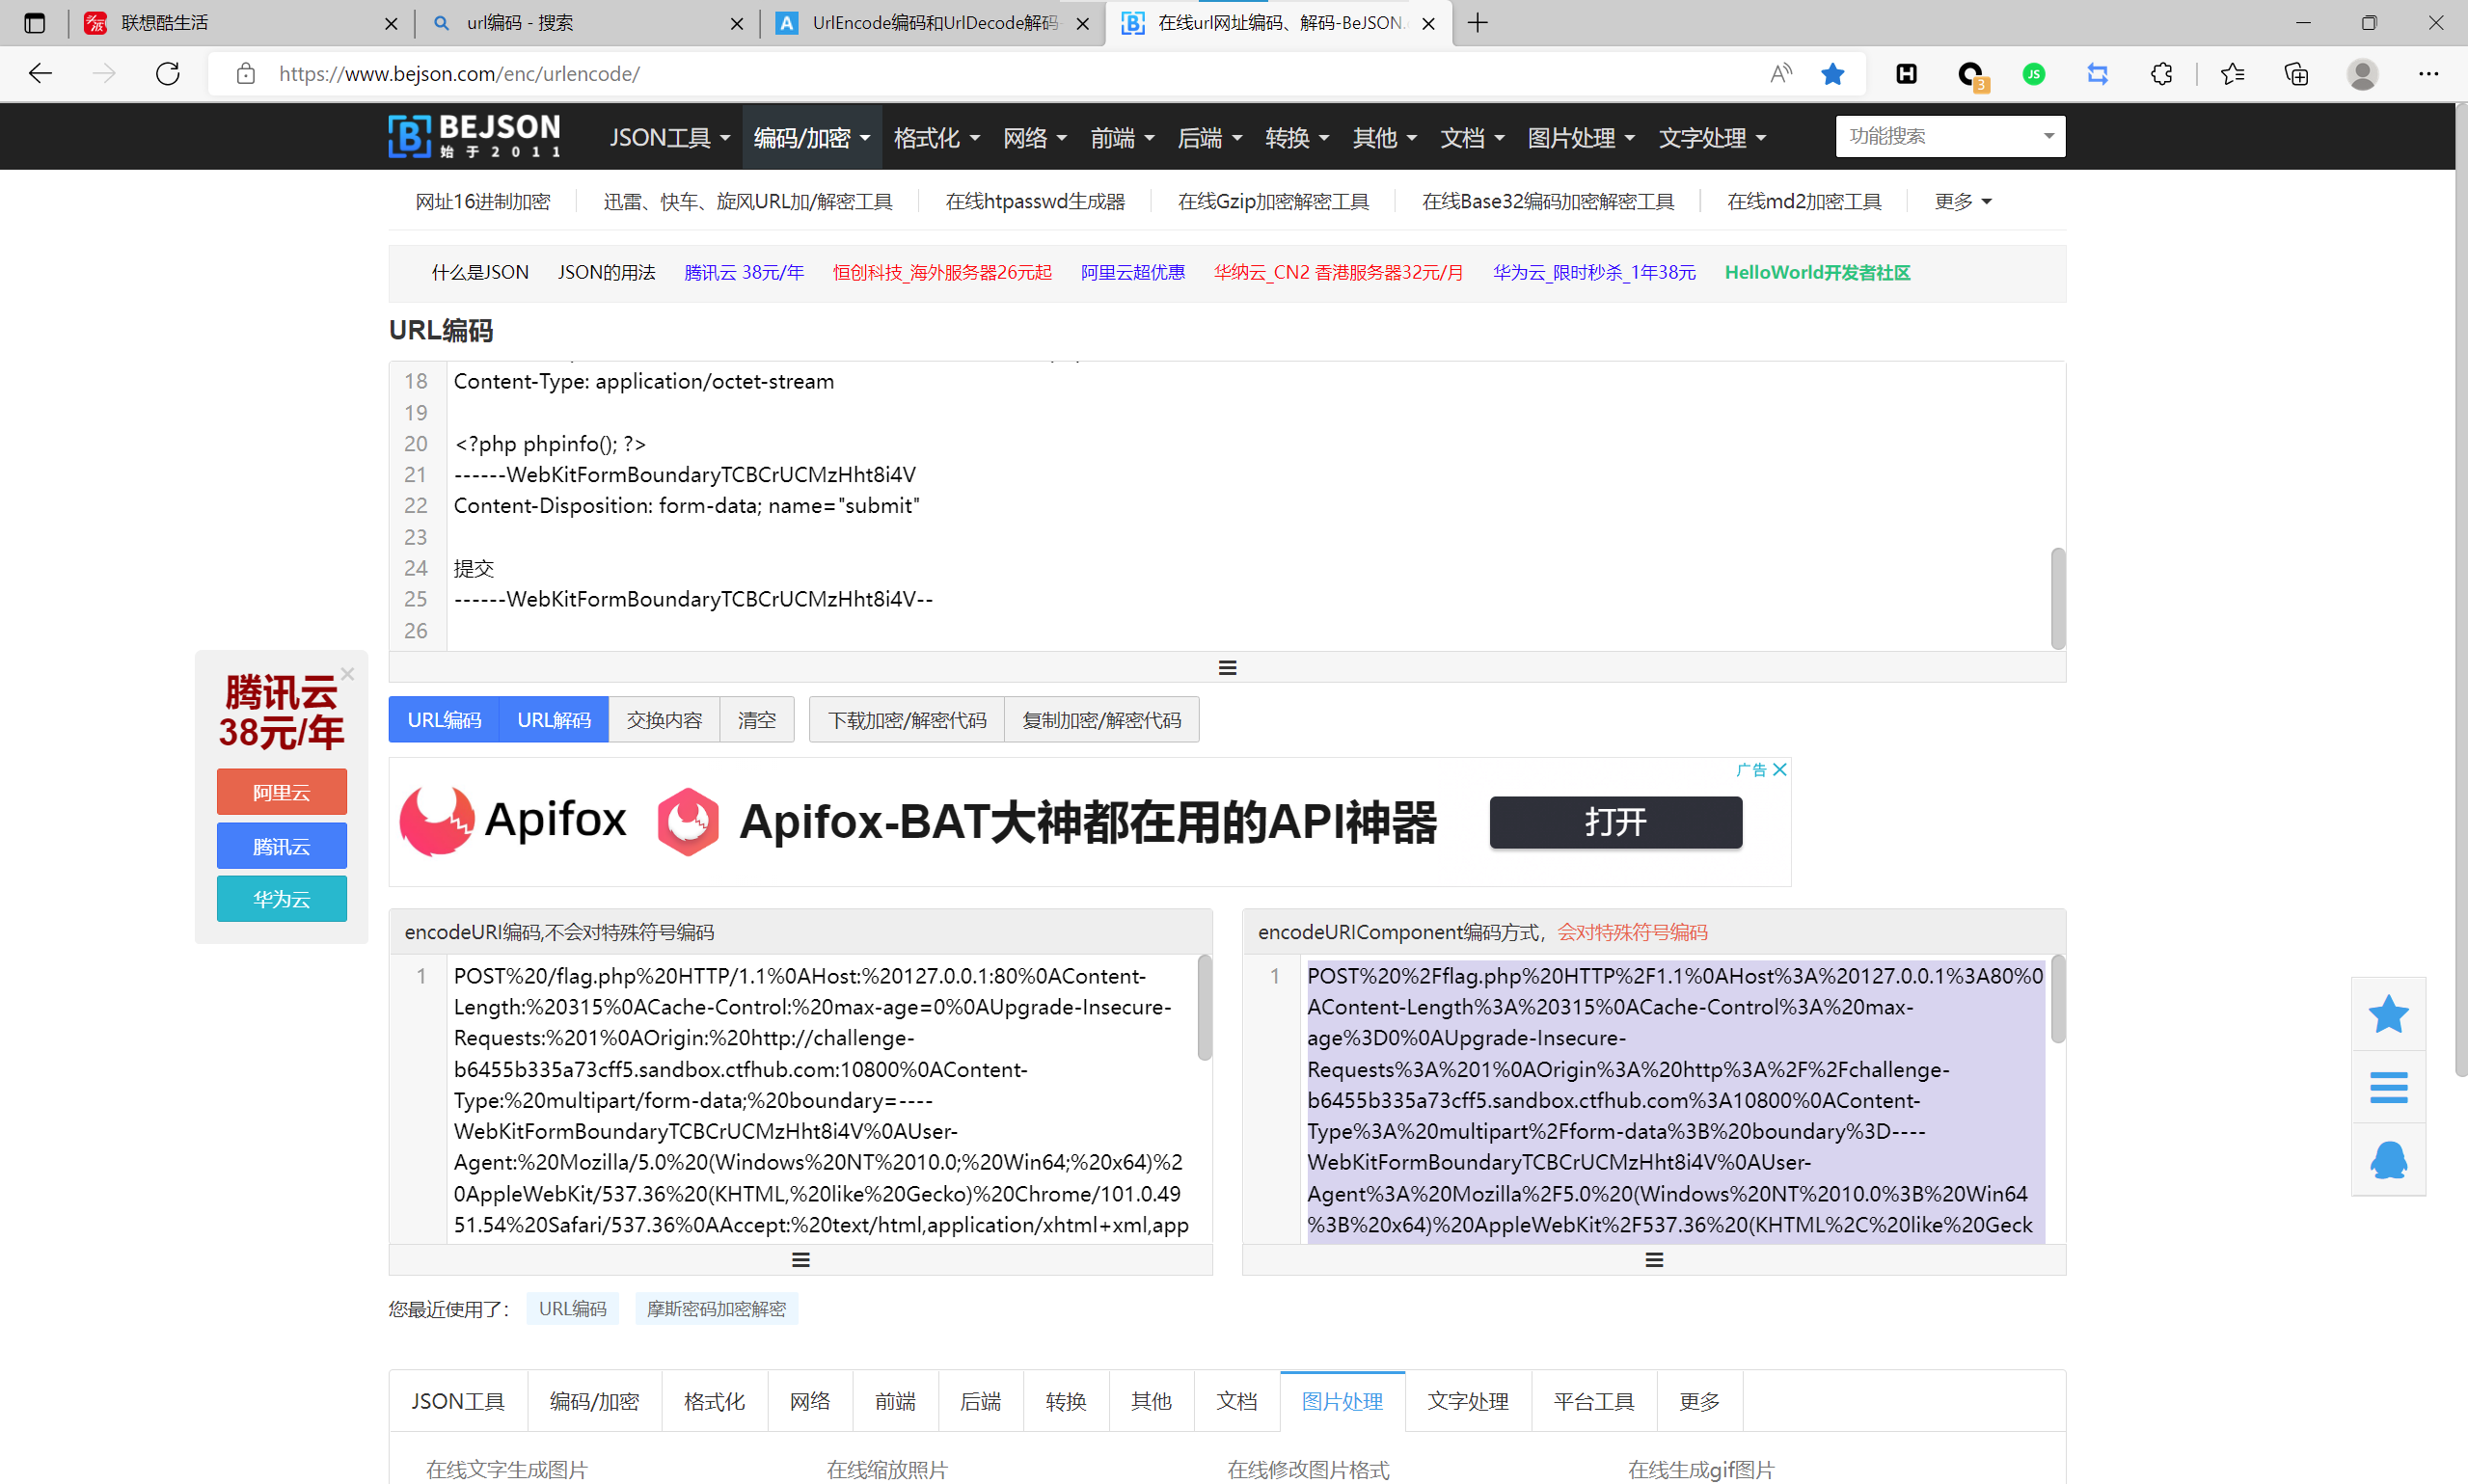 联想酷生活
url编码 - 搜索
UrlEncode编码和UrlDecode解码
在线url网址编码、解码-BeJSON.
https://www.bejson.com/enc/urlencode/
3
JS
BEJSON
始于2011
JSON工具 编码/加密 格式化 网络 前端 后端 转换 其他 文档 图片处理 文字处理 功能搜索
网址16进制加密 迅雷、快车、旋风URL加/解密工具 在线htpasswd生成器 在线Gzip加密解密工具 在线Base32编码加密解密工具 在线md2加密工具 更多
什么是JSON JSON的用法 腾讯云 38元/年 恒创科技_海外服务器26元起 阿里云超优惠 华纳云_CN2 香港服务器32元/月 华为云_限时秒杀_1年38元 HelloWorld开发者社区
URL编码
18 Content-Type: application/octet-stream
19
20 <?php phpinfo(); ?>
21 ------WebKitFormBoundaryTCBCrUCMzHht8i4V
22 Content-Disposition: form-data; name="submit"
23
24 提交
25 ------WebKitFormBoundaryTCBCrUCMzHht8i4V--
26
腾讯云
38元/年
阿里云
腾讯云
华为云
URL编码 URL解码 交换内容 清空 下载加密/解密代码 复制加密/解密代码
广告
Apifox Apifox-BAT大神都在用的API神器 打开
encodeURI编码,不会对特殊符号编码
1 POST%20/flag.php%20HTTP/1.1%0AHost:%20127.0.0.1:80%0AContent-
Length:%20315%0ACache-Control:%20max-age=0%0AUpgrade-Insecure-
Requests:%201%0AOrigin:%20http://challenge-
b6455b335a73cff5.sandbox.ctfhub.com:10800%0AContent-
Type:%20multipart/form-data;%20boundary=----
WebKitFormBoundaryTCBCrUCMzHht8i4V%0AUser-
Agent:%20Mozilla/5.0%20(Windows%20NT%2010.0;%20Win64;%20x64)%2
0AppleWebKit/537.36%20(KHTML,%20like%20Gecko)%20Chrome/101.0.49
51.54%20Safari/537.36%0AAccept:%20text/html,application/xhtml+xml,app
encodeURIComponent编码方式，会对特殊符号编码
1 POST%20%2Fflag.php%20HTTP%2F1.1%0AHost%3A%20127.0.0.1%3A80%0
AContent-Length%3A%20315%0ACache-Control%3A%20max-
age%3D0%0AUpgrade-Insecure-
Requests%3A%201%0AOrigin%3A%20http%3A%2F%2Fchallenge-
b6455b335a73cff5.sandbox.ctfhub.com%3A10800%0AContent-
Type%3A%20multipart%2Fform-data%3B%20boundary%3D----
WebKitFormBoundaryTCBCrUCMzHht8i4V%0AUser-
Agent%3A%20Mozilla%2F5.0%20(Windows%20NT%2010.0%3B%20Win64
%3B%20x64)%20AppleWebKit%2F537.36%20(KHTML%2C%20like%20Geck
您最近使用了： URL编码 摩斯密码加密解密
JSON工具 编码/加密 格式化 网络 前端 后端 转换 其他 文档 图片处理 文字处理 平台工具 更多
在线文字生成图片 在线缩放照片 在线修改图片格式 在线生成gif图片